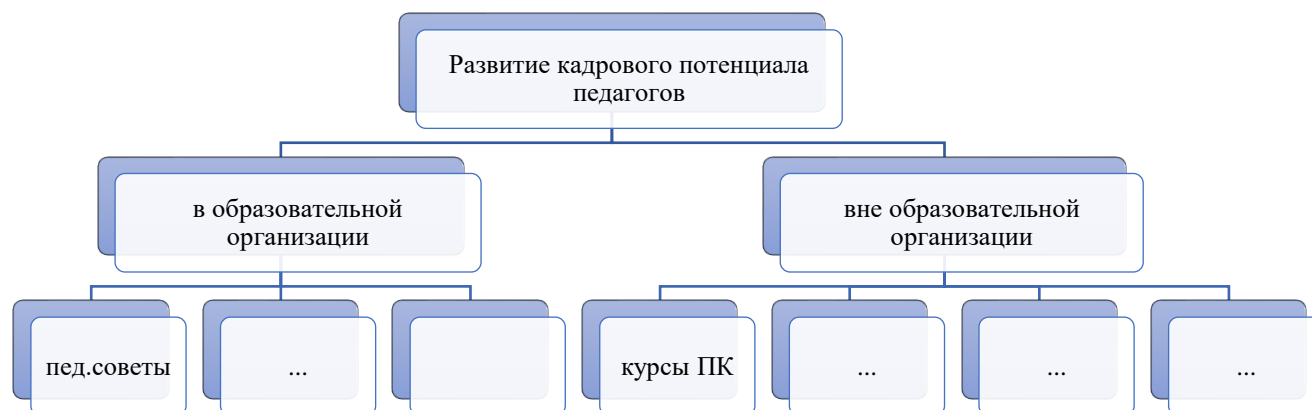 Развитие кадрового потенциала
педагогов
в образовательной
организации
вне образовательной
организации
пед.советы
...
курсы ПК
...
...
...